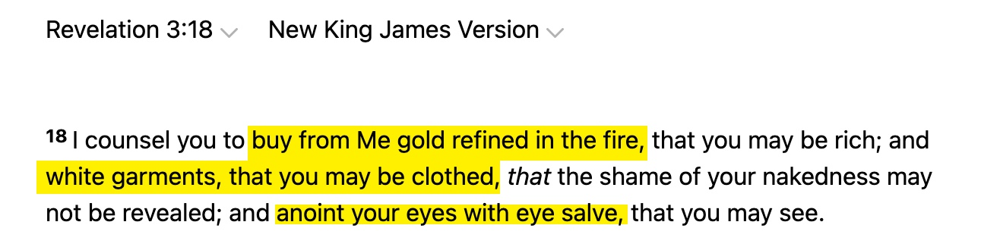 Revelation 3:18 New King James Version
18 I counsel you to buy from Me gold refined in the fire, that you may be rich; and
white garments, that you may be clothed, that the shame of your nakedness may
not be revealed; and anoint your eyes with eye salve, that you may see.